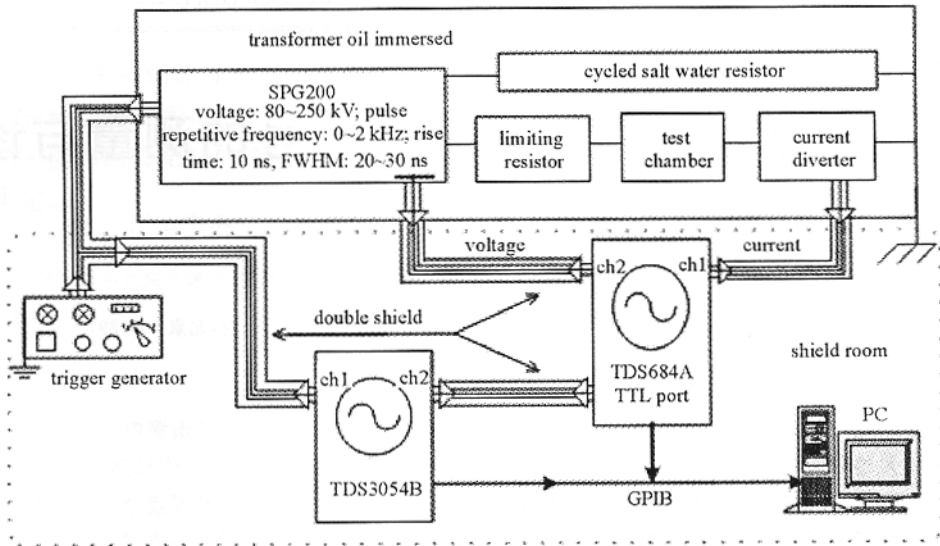 transformer oil immersed
cycled salt water resistor
SPG200
voltage: 80~250 kV; pulse
repetitive frequency: 0~2 kHz; rise
time: 10 ns, FWHM: 20~30 ns
limiting
resistor
test
chamber
current
diverter
voltage
current
ch2
ch1
double shield
TDS684A
TTL port
shield room
trigger generator
ch1
ch2
PC
TDS3054B
GPIB